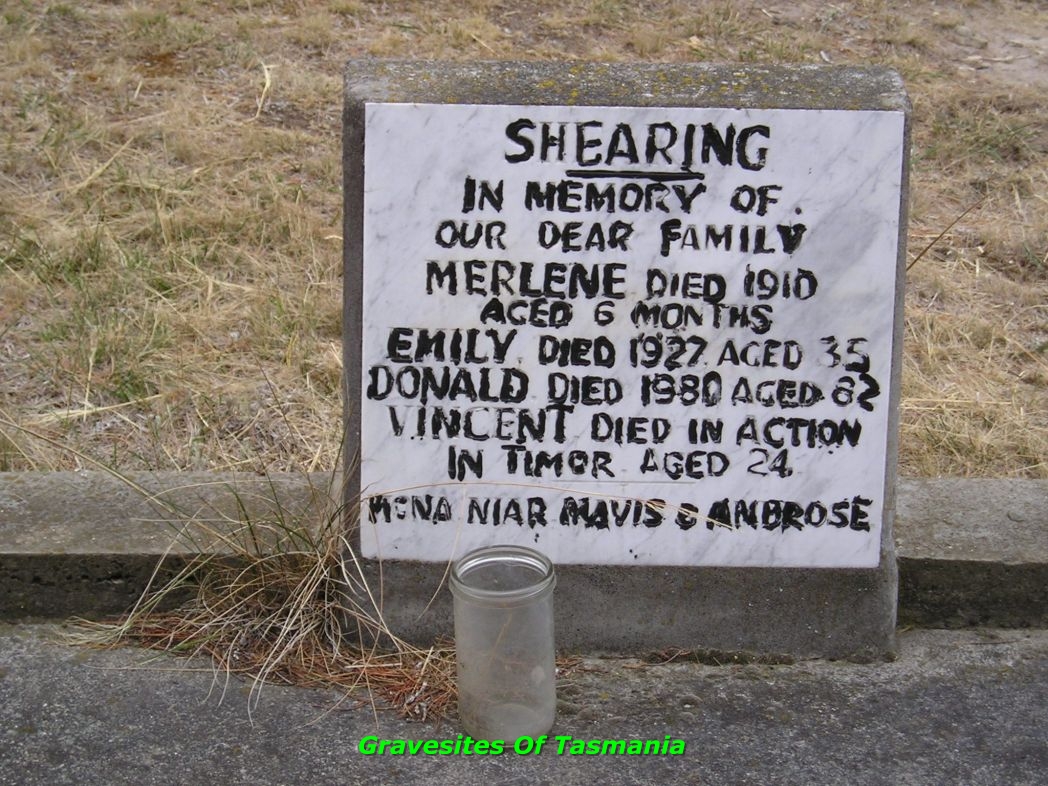 SHEARING
IN MEMORY OF
OUR DEAR FAMILY
MERLENE DIED 1910
AGED 6 MONTHS
EMILY DIED 1927 AGED 35
DONALD DIED 1980 AGED 82
VINCENT DIED IN ACTION
IN TIMOR AGED 24
NIAR MAVIS & AMBROSE
Gravesites Of Tasmania